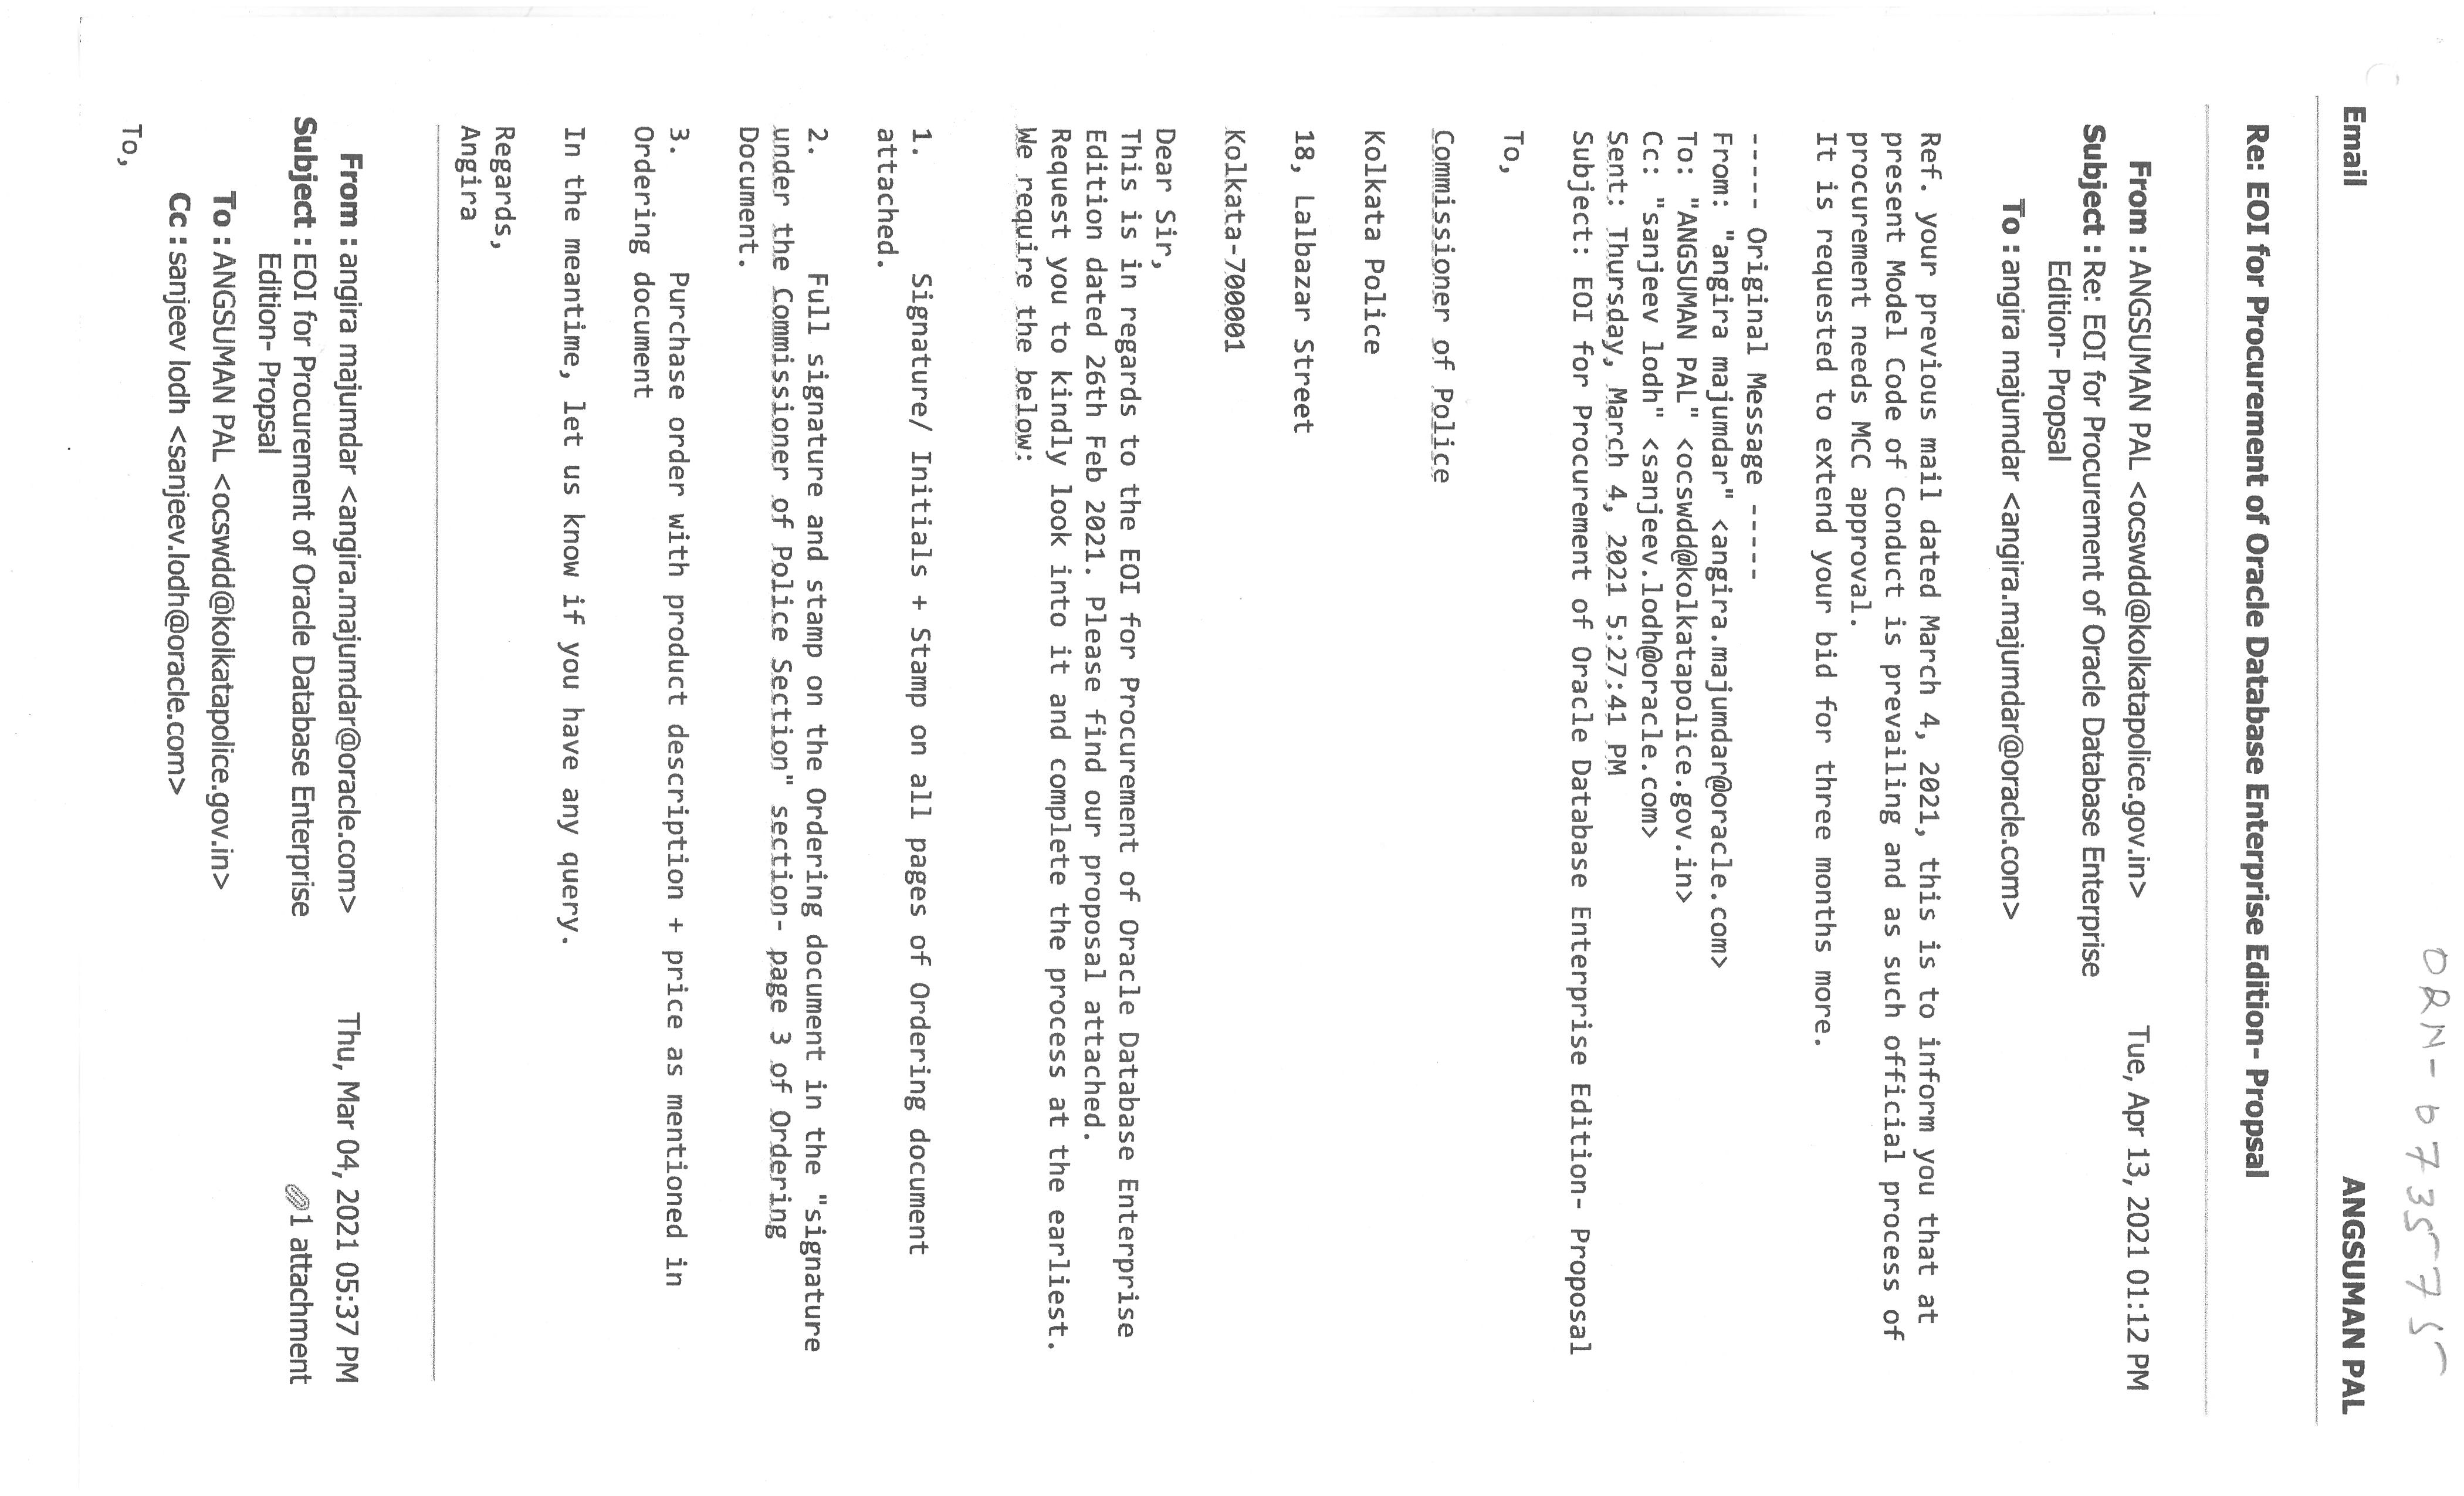 ORN-073575
Email ANGSUMAN PAL
Re: EOI for Procurement of Oracle Database Enterprise Edition- Propsal
From : ANGSUMAN PAL <ocswdd@kolkatapolice.gov.in> Tue, Apr 13, 2021 01:12 PM
Subject : Re: EOI for Procurement of Oracle Database Enterprise
Edition- Propsal
To : angira majumdar <angira.majumdar@oracle.com>
Ref. your previous mail dated March 4, 2021, this is to inform you that at
present Model Code of Conduct is prevailing and as such official process of
procurement needs MCC approval.
It is requested to extend your bid for three months more.
----- Original Message -----
From: "angira majumdar" <angira.majumdar@oracle.com>
To: "ANGSUMAN PAL" <ocswdd@kolkatapolice.gov.in>
Cc: "sanjeev lodh" <sanjeev.lodh@oracle.com>
Sent: Thursday, March 4, 2021 5:27:41 PM
Subject: EOI for Procurement of Oracle Database Enterprise Edition- Proposal
To,
Commissioner of Police
Kolkata Police
18, Lalbazar Street
Kolkata-700001
Dear Sir,
This is in regards to the EOI for Procurement of Oracle Database Enterprise
Edition dated 26th Feb 2021. Please find our proposal attached.
Request you to kindly look into it and complete the process at the earliest.
We require the below:
1. Signature/ Initials + Stamp on all pages of Ordering document
attached.
2. Full signature and stamp on the Ordering document in the "signature
under the Commissioner of Police Section" section- page 3 of Ordering
Document.
3. Purchase order with product description + price as mentioned in
Ordering document
In the meantime, let us know if you have any query.
Regards,
Angira
From : angira majumdar <angira.majumdar@oracle.com> Thu, Mar 04, 2021 05:37 PM
Subject : EOI for Procurement of Oracle Database Enterprise 1 attachment
Edition- Propsal
To : ANGSUMAN PAL <ocswdd@kolkatapolice.gov.in>
Cc : sanjeev lodh <sanjeev.lodh@oracle.com>
To,